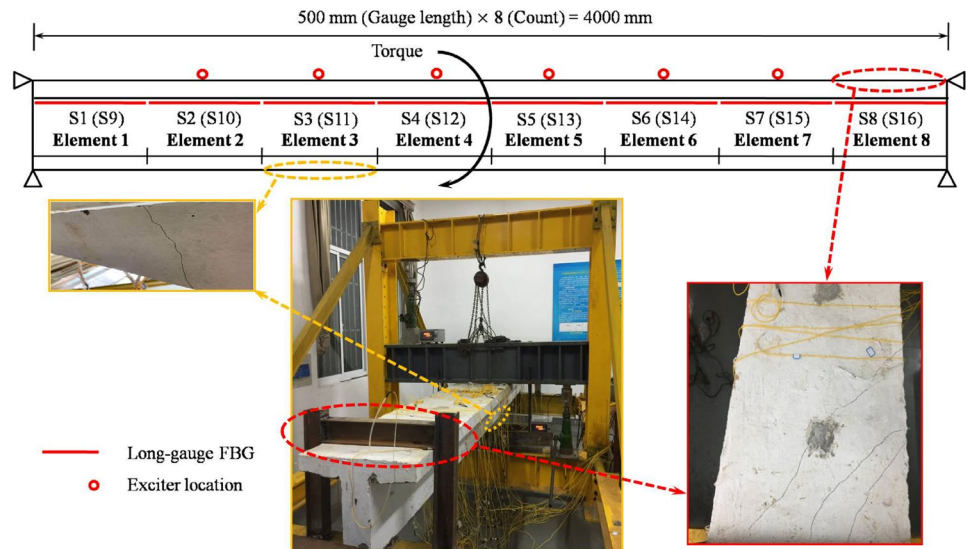 500 mm (Gauge length) × 8 (Count) = 4000 mm
Torque
S1 (S9) S2 (S10) S3 (S11) S4 (S12) S5 (S13) S6 (S14) S7 (S15) S8 (S16)
Element 1 Element 2 Element 3 Element 4 Element 5 Element 6 Element 7 Element 8
Long-gauge FBG
Exciter location